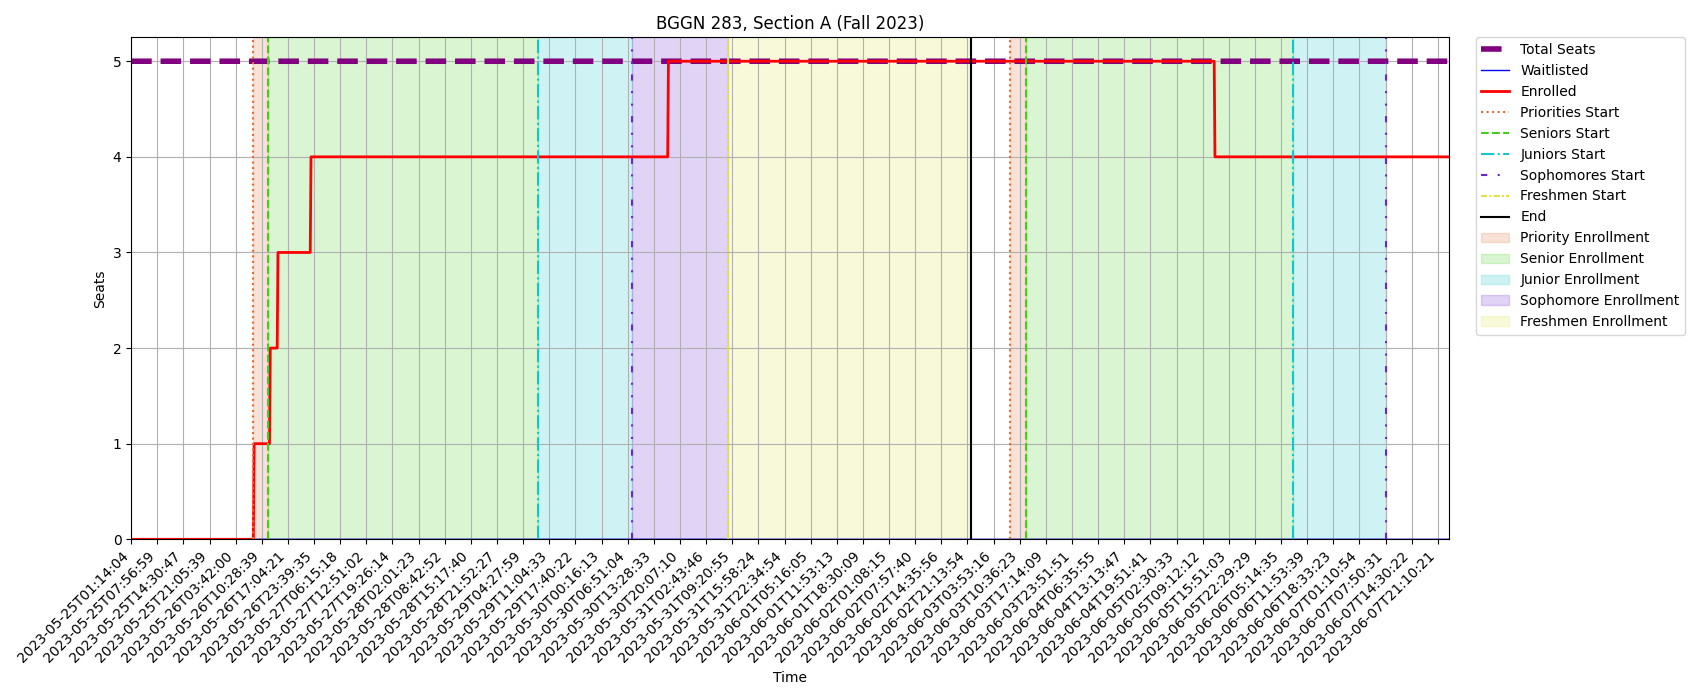 BGGN 283, Section A (Fall 2023)
Seats
5
4
3
2
1
0
2023-05-25T01:14:04
2023-05-25T07:56:59
2023-05-25T14:30:47
2023-05-25T21:05:39
2023-05-26T03:42:00
2023-05-26T10:28:39
2023-05-26T17:04:21
2023-05-26T23:39:35
2023-05-27T06:15:18
2023-05-27T12:51:02
2023-05-27T19:26:14
2023-05-28T02:01:23
2023-05-28T08:42:52
2023-05-28T15:17:40
2023-05-28T21:52:27
2023-05-29T04:27:59
2023-05-29T11:04:33
2023-05-29T17:40:22
2023-05-30T00:16:13
2023-05-30T06:51:04
2023-05-30T13:28:33
2023-05-30T20:07:10
2023-05-31T02:43:46
2023-05-31T09:20:55
2023-05-31T15:58:24
2023-05-31T22:34:54
2023-06-01T05:16:05
2023-06-01T11:53:13
2023-06-01T18:30:09
2023-06-02T01:08:15
2023-06-02T07:57:40
2023-06-02T14:35:56
2023-06-02T21:13:54
2023-06-03T03:53:16
2023-06-03T10:36:23
2023-06-03T17:14:09
2023-06-03T23:51:51
2023-06-04T06:35:55
2023-06-04T13:13:47
2023-06-04T19:51:41
2023-06-05T02:30:33
2023-06-05T09:12:12
2023-06-05T15:51:03
2023-06-05T22:29:29
2023-06-06T05:14:35
2023-06-06T11:53:39
2023-06-06T18:33:23
2023-06-07T01:10:54
2023-06-07T07:50:31
2023-06-07T14:30:22
2023-06-07T21:10:21
Time
Total Seats
Waitlisted
Enrolled
Priorities Start
Seniors Start
Juniors Start
Sophomores Start
Freshmen Start
End
Priority Enrollment
Senior Enrollment
Junior Enrollment
Sophomore Enrollment
Freshmen Enrollment